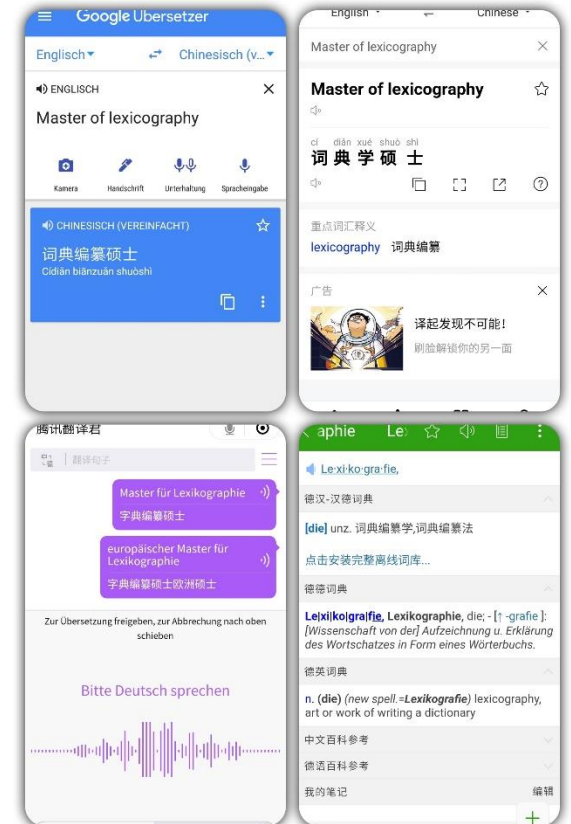 Google Übersetzer
Englisch
Chinesisch (v...
ENGLISCH
Master of lexicography
Kamera
Handschrift
Unterhaltung
Spracheingabe
CHINESISCH (VEREINFACHT)
词典编纂硕士
Cídiǎn biānzuǎn shuòshì
English
Chinese
Master of lexicography
Master of lexicography
cí diǎn xué shuò shì
词典学硕士
重点词汇释义
lexicography 词典编纂
广告
译起发现不可能!
刷脸解锁你的另一面
腾讯翻译君
翻译句子
Master für Lexikographie
字典编纂硕士
europäischer Master für
Lexikographie
字典编纂硕士欧洲硕士
Zur Übersetzung freigeben, zur Abbrechung nach oben
schieben
Bitte Deutsch sprechen
aphie
Le
Le·xi·ko·gra·fie,
德汉-汉德词典
[die] unz. 词典编纂学,词典编纂法
点击安装完整离线词库...
德德词典
Le|xi|ko|gra|fie, Lexikographie, die; - [↑ -grafie ]:
[Wissenschaft von der] Aufzeichnung u. Erklärung
des Wortschatzes in Form eines Wörterbuchs.
德英词典
n. (die) (new spell.=Lexikografie) lexicography,
art or work of writing a dictionary
中文百科参考
德语百科参考
我的笔记
编辑